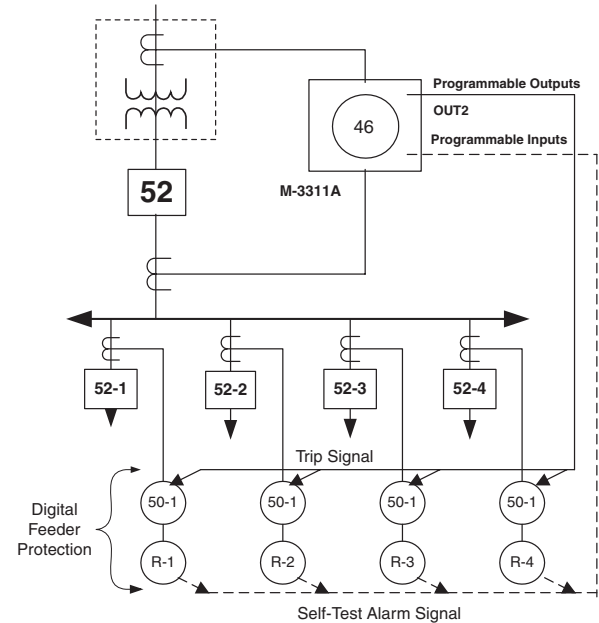 Programmable Outputs
OUT2
46
Programmable Inputs
M-3311A
52
52-1
52-2
52-3
52-4
Trip Signal
50-1
50-1
50-1
50-1
Digital
Feeder
Protection
R-1
R-2
R-3
R-4
Self-Test Alarm Signal